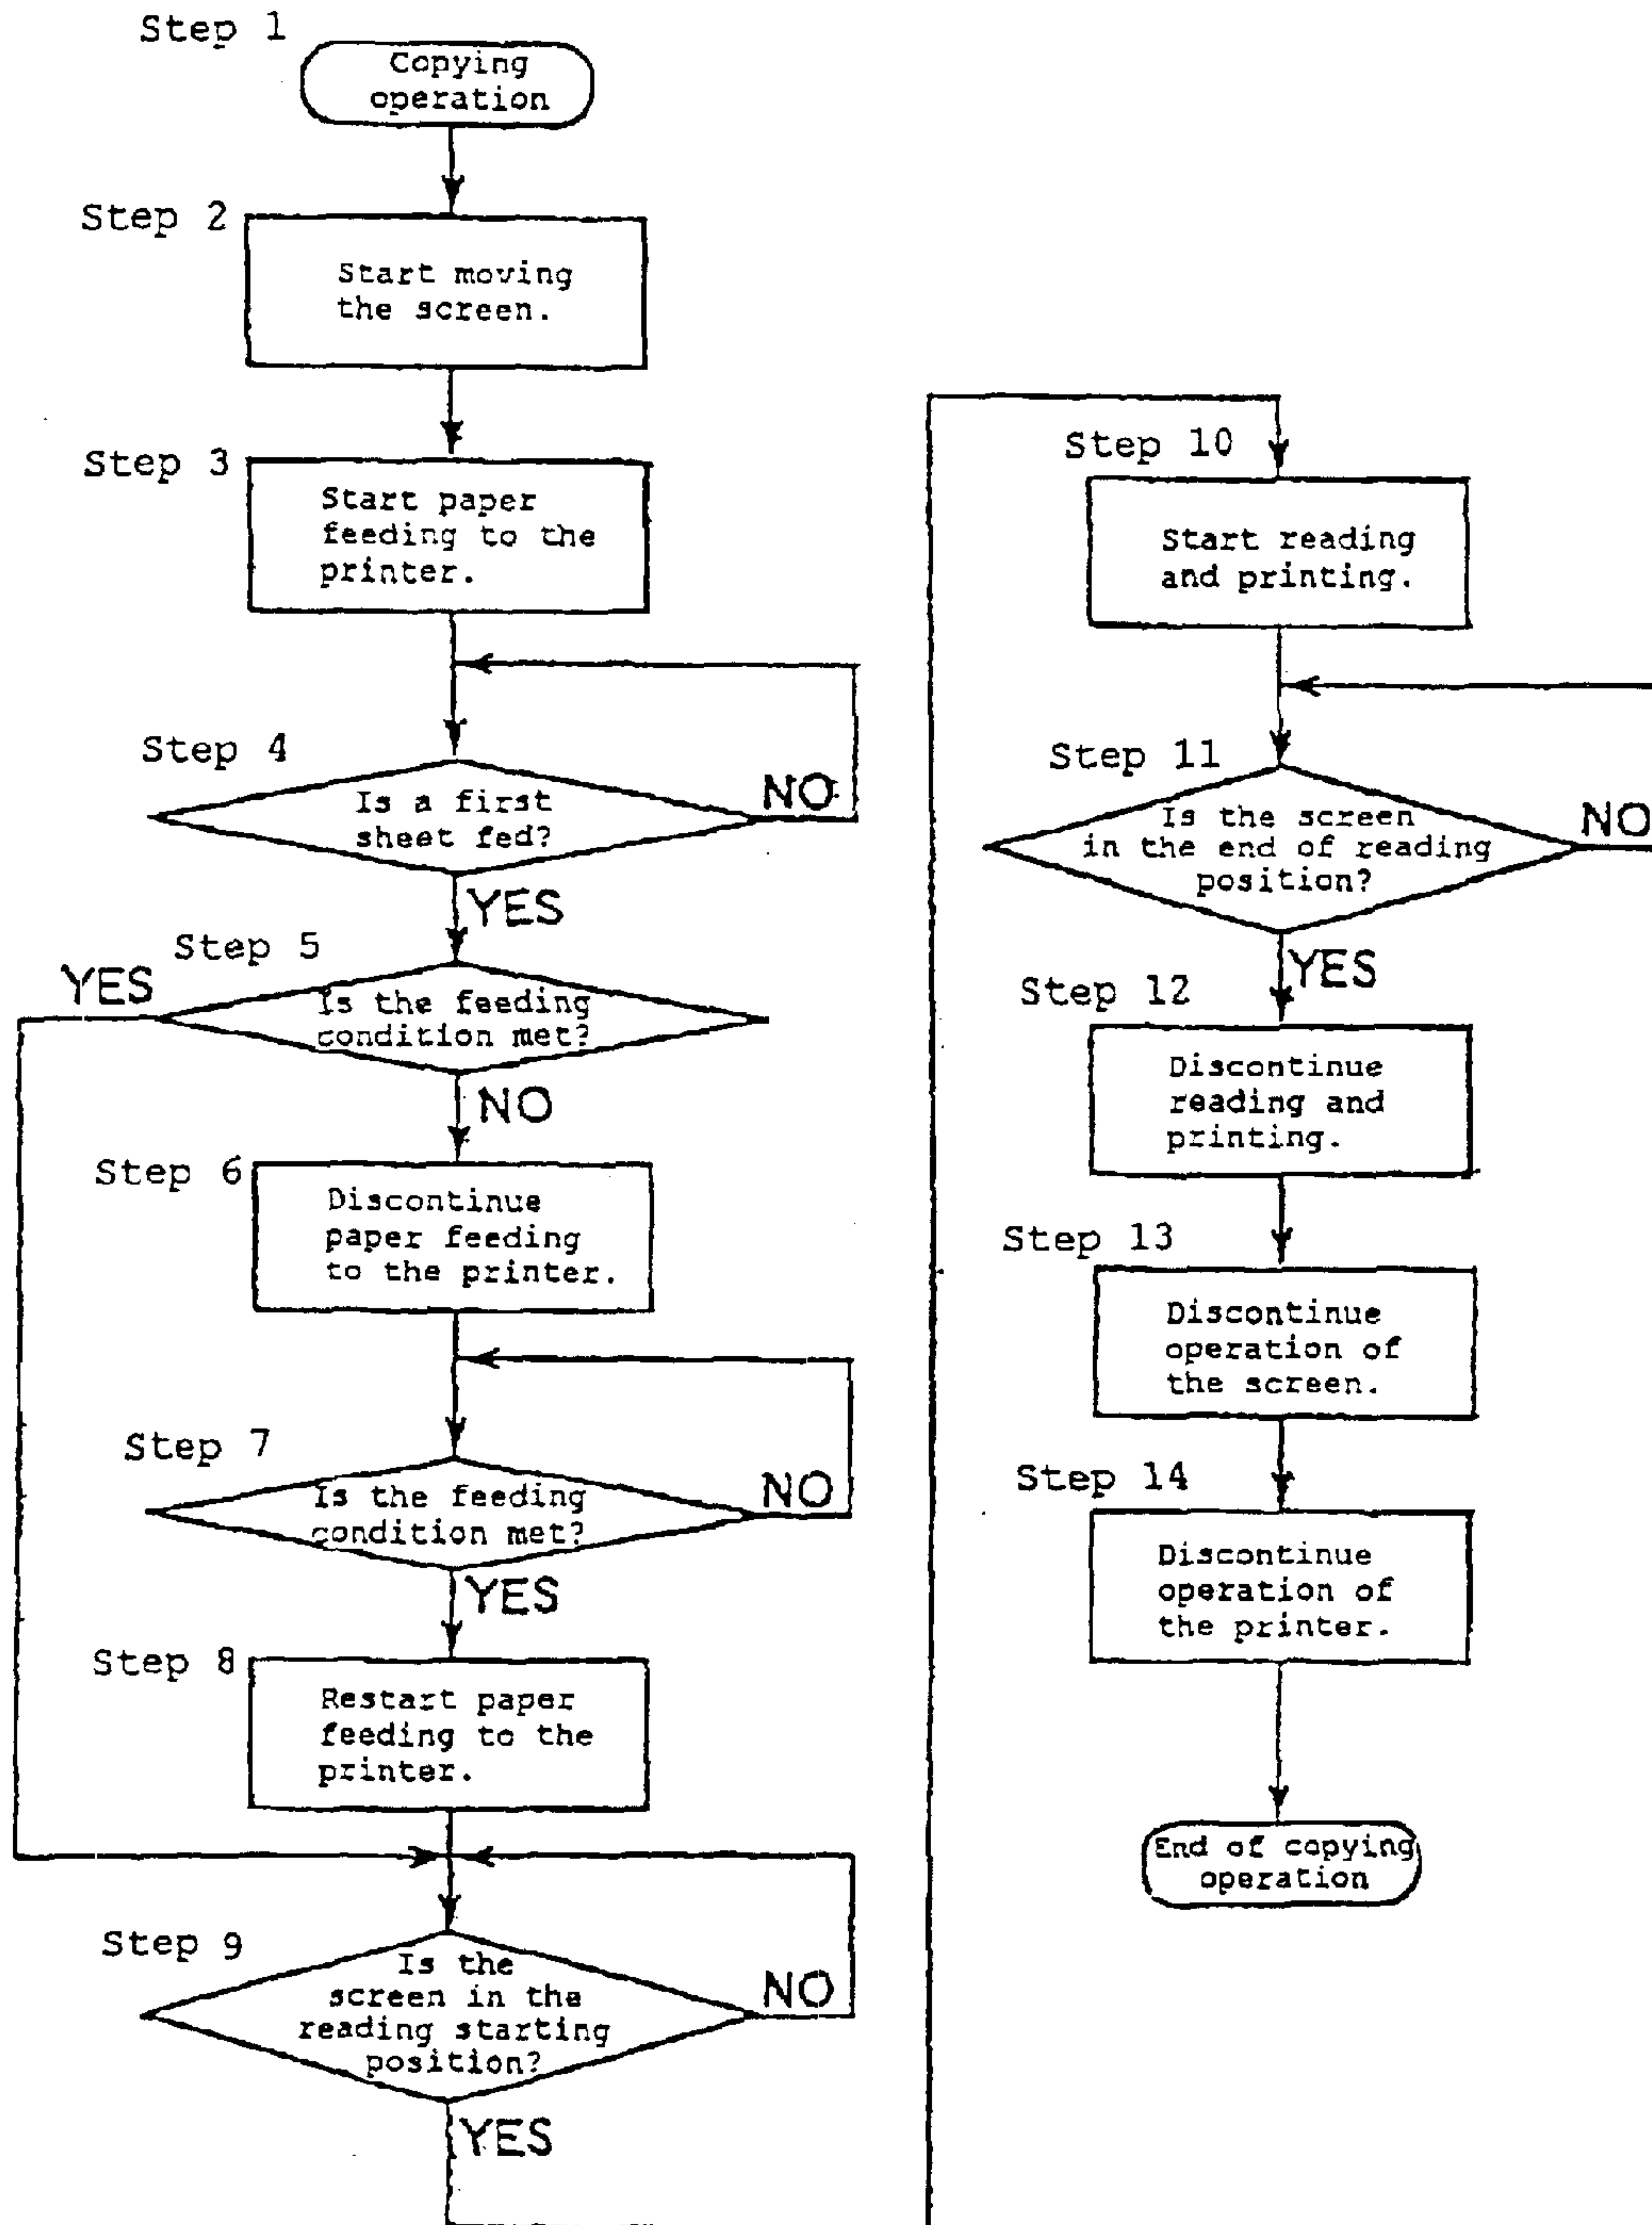 Step 1
Copying
operation
Step 2
Start moving
the screen.
Step 3
Start paper
feeding to the
printer.
Step 4
Is a first
sheet fed?
NO
YES
Step 5
YES
Is the feeding
condition met?
NO
Step 6
Discontinue
paper feeding
to the printer.
Step 7
Is the feeding
condition met?
NO
YES
Step 8
Restart paper
feeding to the
printer.
Step 9
Is the
screen in the
reading starting
position?
NO
YES
Step 10
Start reading
and printing.
Step 11
Is the screen
in the end of reading
position?
NO
YES
Step 12
Discontinue
reading and
printing.
Step 13
Discontinue
operation of
the screen.
Step 14
Discontinue
operation of
the printer.
End of copying
operation